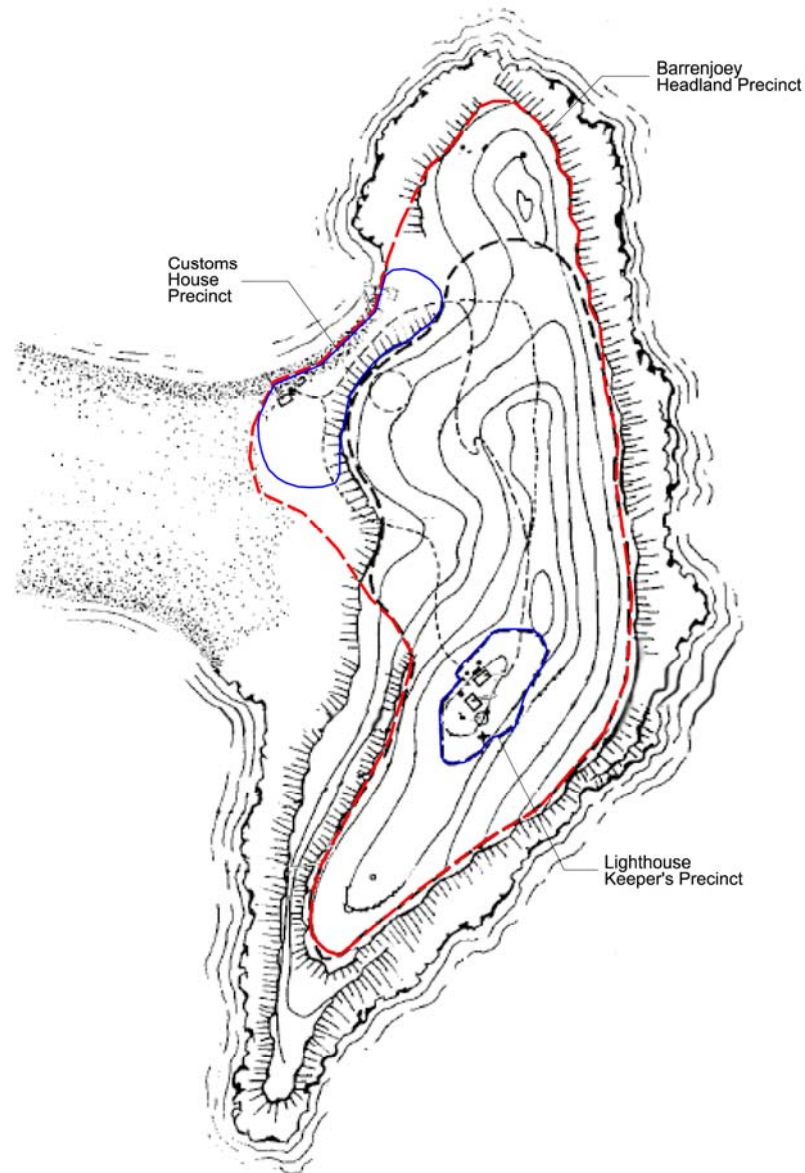 Barrenjoey
Headland Precinct
Customs
House
Precinct
Lighthouse
Keeper's Precinct